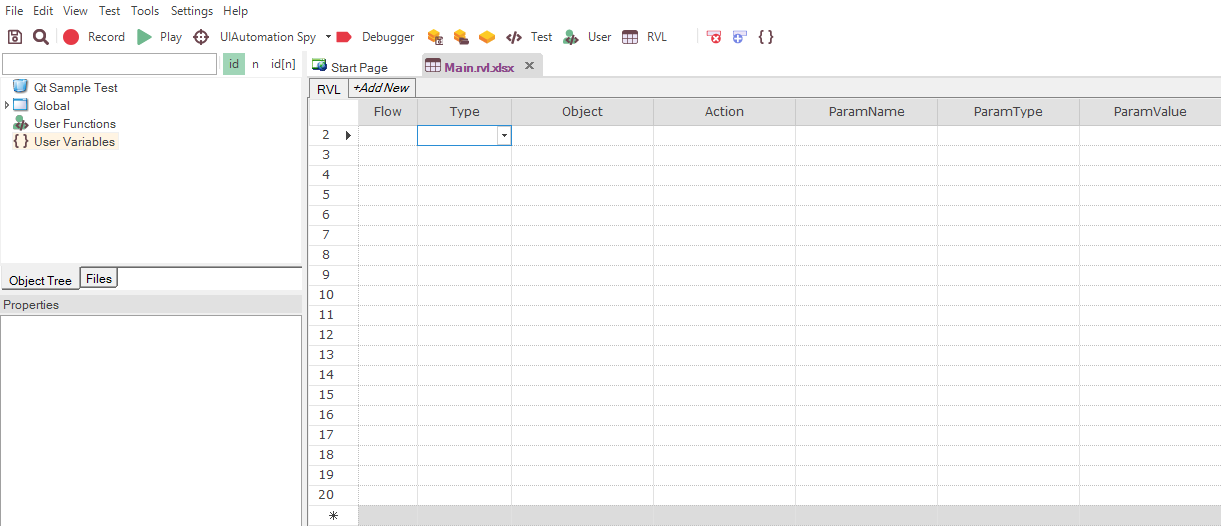 File Edit View Test Tools Settings Help
Record Play UIAutomation Spy Debugger Test User RVL
id n id[n]
Start Page Main.rvl.xlsx
Qt Sample Test
Global
User Functions
User Variables
Object Tree Files
Properties
RVL +Add New
Flow Type Object Action ParamName ParamType ParamValue
2
3
4
5
6
7
8
9
10
11
12
13
14
15
16
17
18
19
20